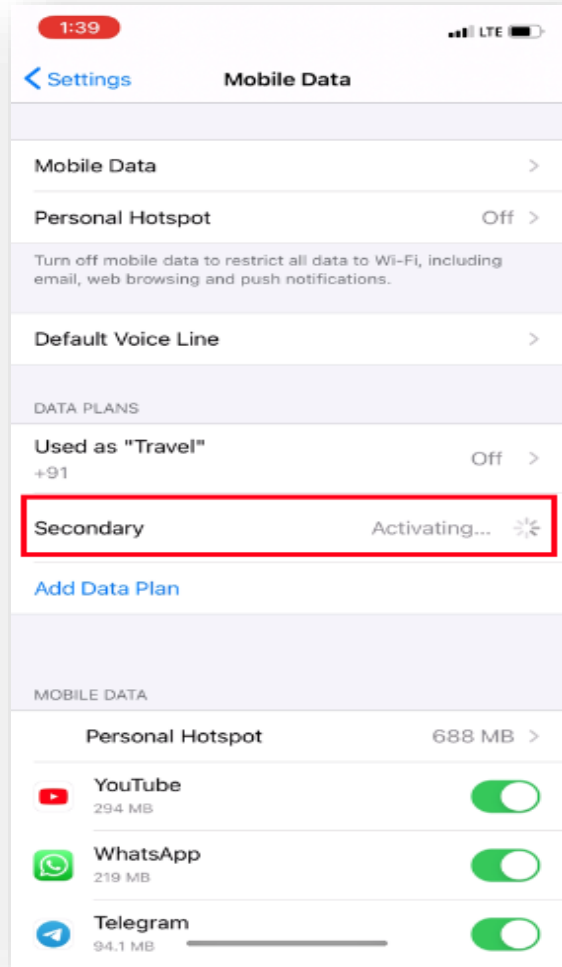 1:39
LTE
Settings
Mobile Data
Mobile Data
Personal Hotspot Off
Turn off mobile data to restrict all data to Wi-Fi, including
email, web browsing and push notifications.
Default Voice Line
DATA PLANS
Used as "Travel"
+91
Off
Secondary Activating...
Add Data Plan
MOBILE DATA
Personal Hotspot 688 MB
YouTube
294 MB
WhatsApp
219 MB
Telegram
94.1 MB